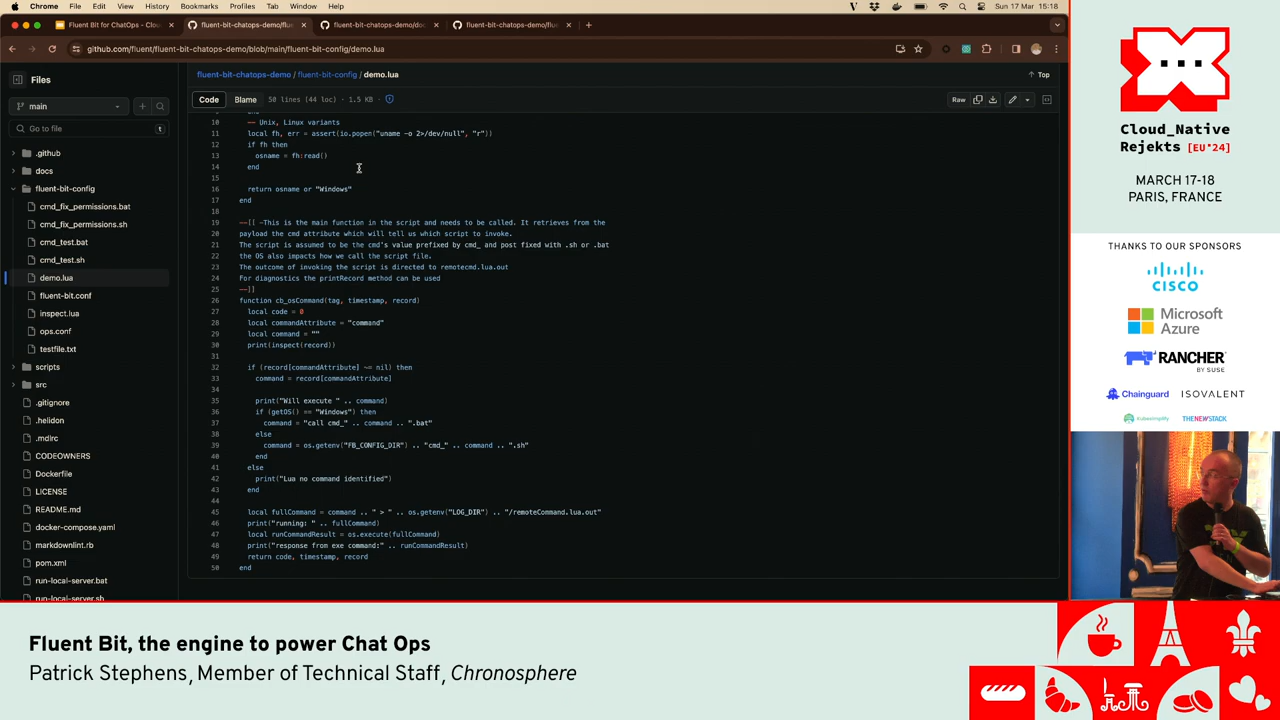 Chrome File Edit View History Bookmarks Profiles Tab Window Help
Sun 17 Mar 15:18
Fluent Bit for ChatOps - Clou
fluent-bit-chatops-demo/flue
fluent-bit-chatops-demo/doc
fluent-bit-chatops-demo/flue
github.com/fluent/fluent-bit-chatops-demo/blob/main/fluent-bit-config/demo.lua
Files
main
Go to file
t
.github
docs
fluent-bit-config
cmd_fix_permissions.bat
cmd_fix_permissions.sh
cmd_test.bat
cmd_test.sh
demo.lua
fluent-bit.conf
inspect.lua
ops.conf
testfile.txt
scripts
src
.gitignore
.helidon
.mdlrc
CODEOWNERS
Dockerfile
LICENSE
README.md
docker-compose.yaml
markdownlint.rb
pom.xml
run-local-server.bat
run-local-server.sh
fluent-bit-chatops-demo / fluent-bit-config / demo.lua
Top
Code Blame 50 lines (44 loc) · 1.5 KB
Raw
10 -- Unix, Linux variants
11 local fh, err = assert(io.popen("uname -o 2>/dev/null", "r"))
12 if fh then
13 osname = fh:read()
14 end
15
16 return osname or "Windows"
17 end
18
19 --[[ -This is the main function in the script and needs to be called. It retrieves from the
20 payload the cmd attribute which will tell us which script to invoke.
21 The script is assumed to be the cmd's value prefixed by cmd_ and post fixed with .sh or .bat
22 the OS also impacts how we call the script file.
23 The outcome of invoking the script is directed to remotecmd.lua.out
24 For diagnostics the printRecord method can be used
25 --]]
26 function cb_osCommand(tag, timestamp, record)
27 local code = 0
28 local commandAttribute = "command"
29 local command = ""
30 print(inspect(record))
31
32 if (record[commandAttribute] ~= nil) then
33 command = record[commandAttribute]
34
35 print("Will execute " .. command)
36 if (getOS() == "Windows") then
37 command = "call cmd_" .. command .. ".bat"
38 else
39 command = os.getenv("FB_CONFIG_DIR") .. "cmd_" .. command .. ".sh"
40 end
41 else
42 print("Lua no command identified")
43 end
44
45 local fullCommand = command .. " > " .. os.getenv("LOG_DIR") .. "/remoteCommand.lua.out"
46 print("running: " .. fullCommand)
47 local runCommandResult = os.execute(fullCommand)
48 print("response from exe command:" .. runCommandResult)
49 return code, timestamp, record
50 end
Cloud_Native
Rejekts [EU'24]
MARCH 17-18
PARIS, FRANCE
THANKS TO OUR SPONSORS
CISCO
Microsoft
Azure
RANCHER
BY SUSE
Chainguard ISOVALENT
Kubesimplify THENEWSTACK
Fluent Bit, the engine to power Chat Ops
Patrick Stephens, Member of Technical Staff, Chronosphere